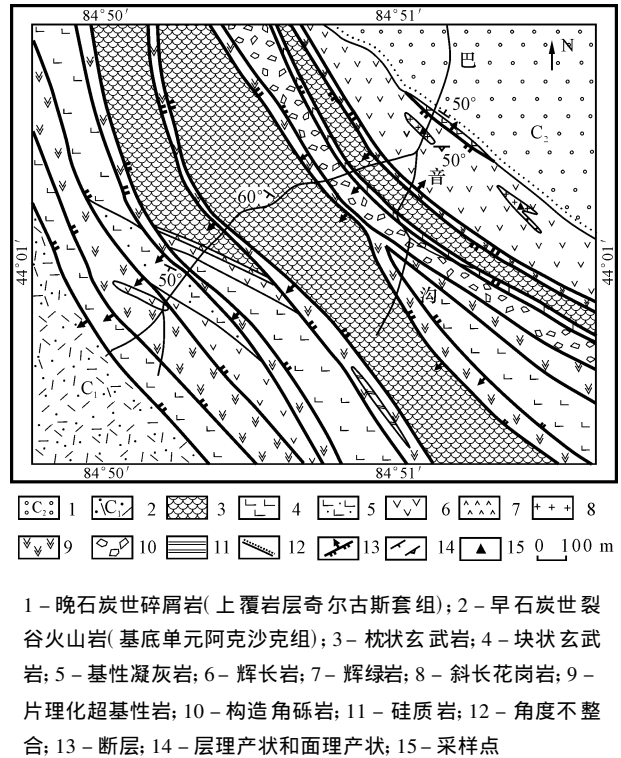 84°50′ 84°51′
巴 N
50°
C₂
50°
音
60°
44°01′ 44°01′
50° 沟
C₁
84°50′ 84°51′
C₂ 1 C₁ 2 3 4 5 6 7 8
9 10 11 12 13 14 15 0 100 m
1－晚石炭世碎屑岩(上覆岩层奇尔古斯套组); 2－早石炭世裂
谷火山岩(基底单元阿克沙克组); 3－枕状玄武岩; 4－块状玄武
岩; 5－基性凝灰岩; 6－辉长岩; 7－辉绿岩; 8－斜长花岗岩; 9－
片理化超基性岩; 10－构造角砾岩; 11－硅质岩; 12－角度不整
合; 13－断层; 14－层理产状和面理产状; 15－采样点